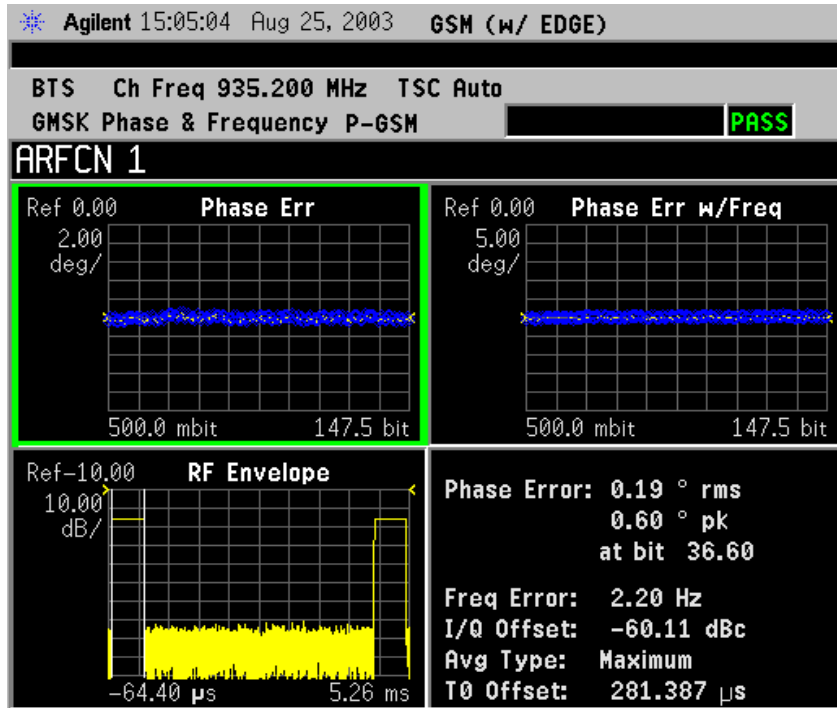 Agilent 15:05:04 Aug 25, 2003 GSM (w/ EDGE)
BTS Ch Freq 935.200 MHz TSC Auto
GMSK Phase & Frequency P-GSM PASS
ARFCN 1
Ref 0.00 Phase Err
2.00
deg/
500.0 mbit 147.5 bit
Ref 0.00 Phase Err w/Freq
5.00
deg/
500.0 mbit 147.5 bit
Ref-10.00 RF Envelope
10.00
dB/
-64.40 µs 5.26 ms
Phase Error: 0.19 ° rms
0.60 ° pk
at bit 36.60
Freq Error: 2.20 Hz
I/Q Offset: -60.11 dBc
Avg Type: Maximum
T0 Offset: 281.387 µs